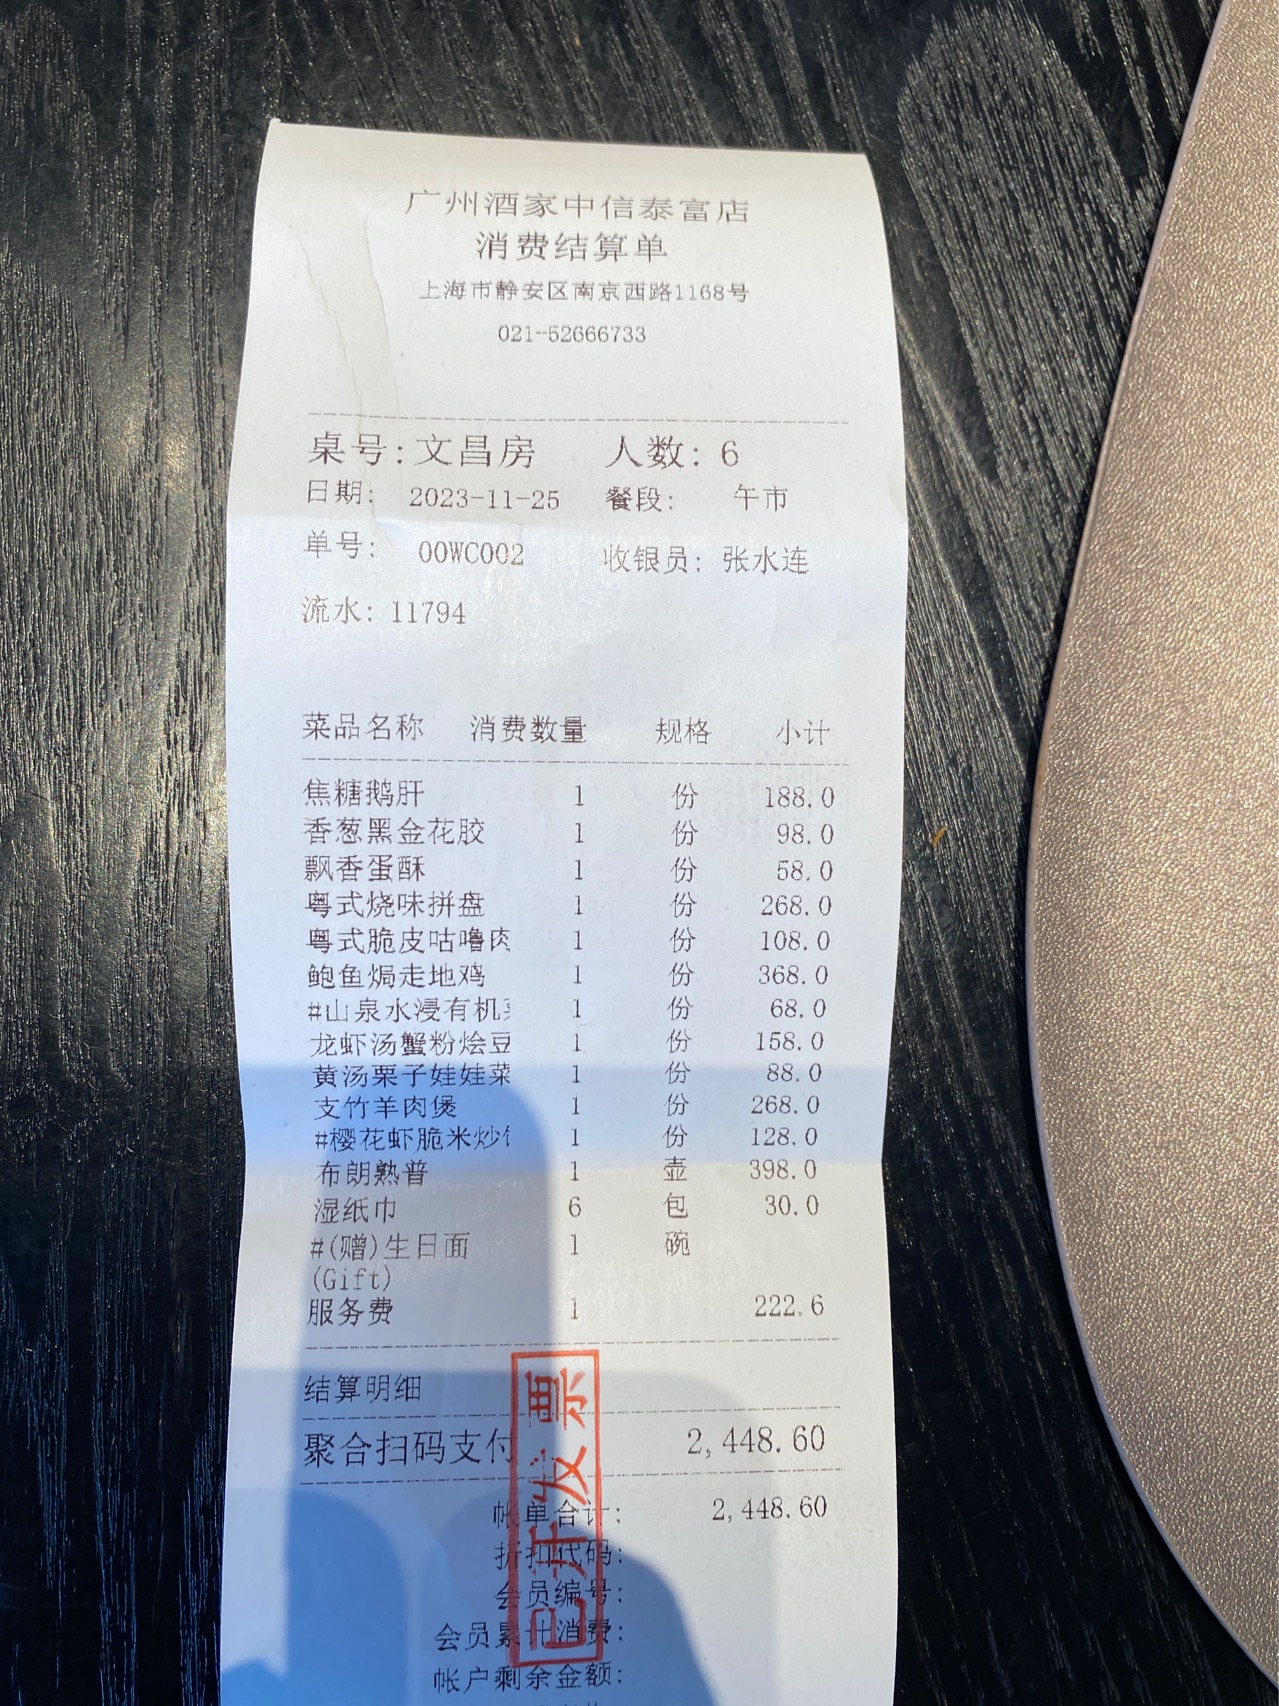 广州酒家中信泰富店
消费结算单
上海市静安区南京西路1168号
021-52666733
桌号: 文昌房 人数: 6
日期: 2023-11-25 餐段: 午市
单号: 00WC002 收银员: 张水连
流水: 11794
菜品名称 消费数量 规格 小计
焦糖鹅肝 1 份 188.0
香葱黑金花胶 1 份 98.0
飘香蛋酥 1 份 58.0
粤式烧味拼盘 1 份 268.0
粤式脆皮咕噜肉 1 份 108.0
鲍鱼焗走地鸡 1 份 368.0
#山泉水浸有机 1 份 68.0
龙虾汤蟹粉烩豆 1 份 158.0
黄汤栗子娃娃菜 1 份 88.0
支竹羊肉煲 1 份 268.0
#樱花虾脆米炒 1 份 128.0
布朗熟普 1 壶 398.0
湿纸巾 6 包 30.0
#(赠)生日面 1 碗
(Gift)
服务费 1 222.6
结算明细
聚合扫码支付 2,448.60
帐单合计: 2,448.60
折扣代码:
会员编号:
会员累计消费:
帐户剩余金额:
已开发票